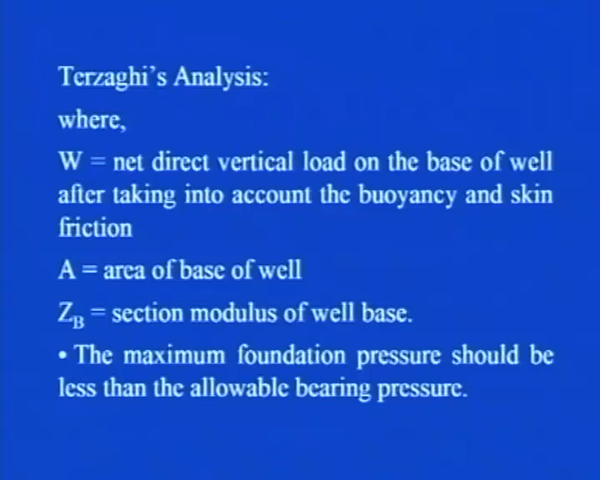 Terzaghi's Analysis:
where,
W = net direct vertical load on the base of well
after taking into account the buoyancy and skin
friction
A = area of base of well
Z_B = section modulus of well base.
• The maximum foundation pressure should be
less than the allowable bearing pressure.